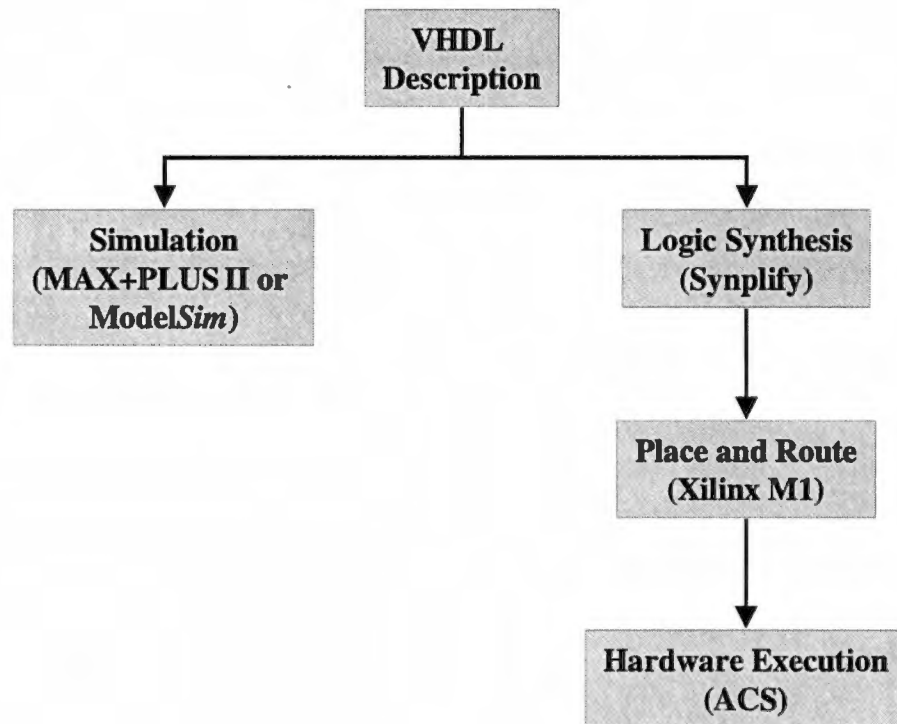 VHDL
Description
Simulation
(MAX+PLUS II or
ModelSim)
Logic Synthesis
(Synplify)
Place and Route
(Xilinx M1)
Hardware Execution
(ACS)